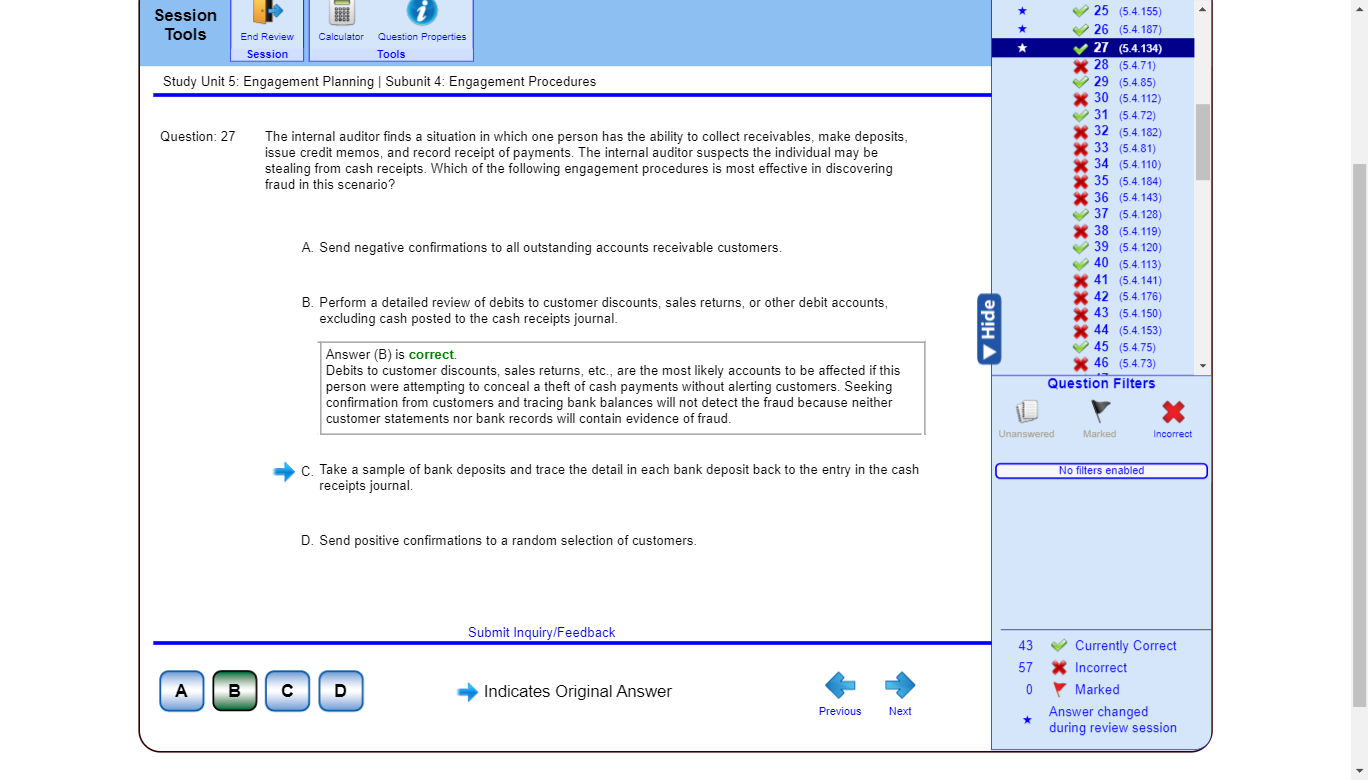 Session
Tools
End Review
Session
Calculator
Question Properties
Tools
Study Unit 5: Engagement Planning | Subunit 4: Engagement Procedures
Question: 27
The internal auditor finds a situation in which one person has the ability to collect receivables, make deposits,
issue credit memos, and record receipt of payments. The internal auditor suspects the individual may be
stealing from cash receipts. Which of the following engagement procedures is most effective in discovering
fraud in this scenario?
A. Send negative confirmations to all outstanding accounts receivable customers.
B. Perform a detailed review of debits to customer discounts, sales returns, or other debit accounts,
excluding cash posted to the cash receipts journal.
Answer (B) is correct.
Debits to customer discounts, sales returns, etc., are the most likely accounts to be affected if this
person were attempting to conceal a theft of cash payments without alerting customers. Seeking
confirmation from customers and tracing bank balances will not detect the fraud because neither
customer statements nor bank records will contain evidence of fraud.
C. Take a sample of bank deposits and trace the detail in each bank deposit back to the entry in the cash
receipts journal.
D. Send positive confirmations to a random selection of customers.
Submit Inquiry/Feedback
A
B
C
D
Indicates Original Answer
Previous
Next
25 (5.4.155)
26 (5.4.187)
27 (5.4.134)
28 (5.4.71)
29 (5.4.85)
30 (5.4.112)
31 (5.4.72)
32 (5.4.182)
33 (5.4.81)
34 (5.4.110)
35 (5.4.184)
36 (5.4.143)
37 (5.4.128)
38 (5.4.119)
39 (5.4.120)
40 (5.4.113)
41 (5.4.141)
42 (5.4.176)
43 (5.4.150)
44 (5.4.153)
45 (5.4.75)
46 (5.4.73)
Hide
Question Filters
Unanswered
Marked
Incorrect
No filters enabled
43 Currently Correct
57 Incorrect
0 Marked
Answer changed
during review session